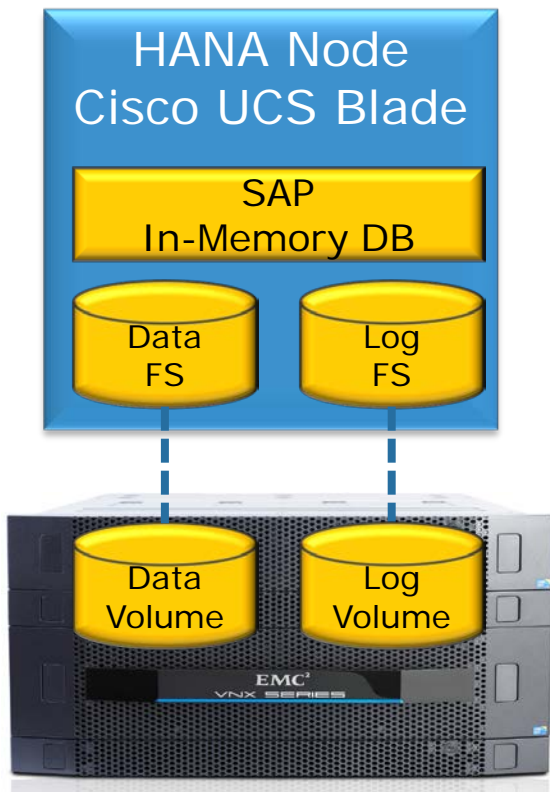 HANA Node
Cisco UCS Blade
SAP
In-Memory DB
Data
FS
Log
FS
Data
Volume
Log
Volume
EMC²
VNX SERIES